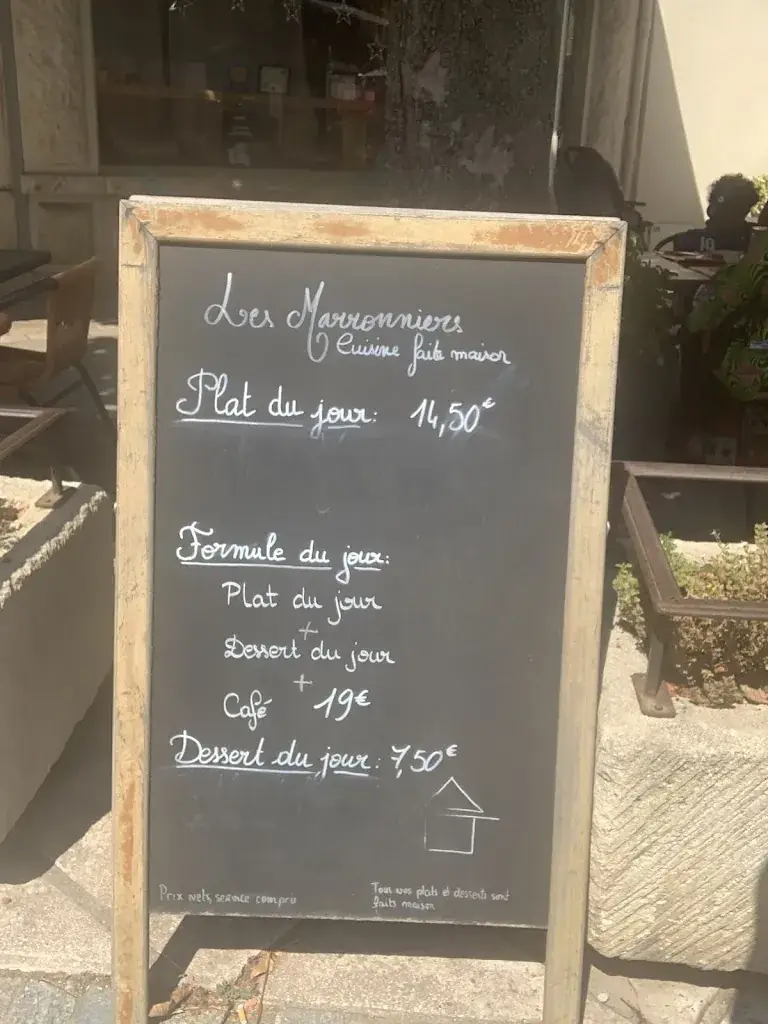 Les Marronniers
Cuisine faite maison
Plat du jour: 14,50€
Formule du jour:
Plat du jour
+
Dessert du jour
+
Café 19€
Dessert du jour: 7,50€
Prix nets, service compris
Tous nos plats et desserts sont
faits maison